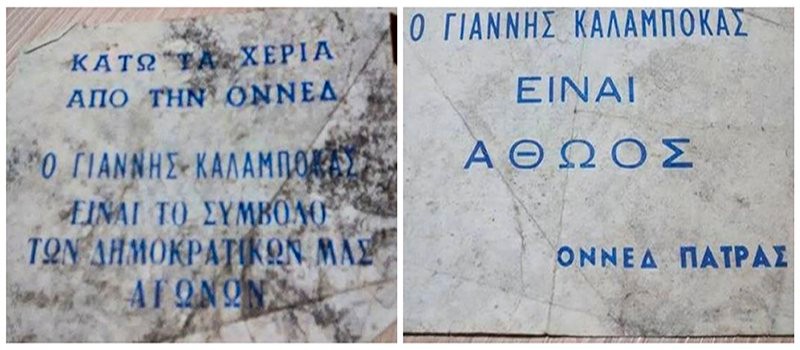 ΚΑΤΩ ΤΑ ΧΕΡΙΑ
ΑΠΟ ΤΗΝ ΟΝΝΕΔ
Ο ΓΙΑΝΝΗΣ ΚΑΛΑΜΠΟΚΑΣ
ΕΙΝΑΙ ΤΟ ΣΥΜΒΟΛΟ
ΤΩΝ ΔΗΜΟΚΡΑΤΙΚΩΝ ΜΑΣ
ΑΓΩΝΩΝ
Ο ΓΙΑΝΝΗΣ ΚΑΛΑΜΠΟΚΑΣ
ΕΙΝΑΙ
ΑΘΩΟΣ
ΟΝΝΕΔ ΠΑΤΡΑΣ